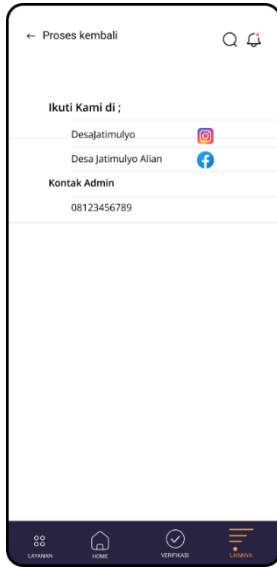 ← Proses kembali
Ikuti Kami di ;
Desajatimulyo
Desa Jatimulyo Alian
Kontak Admin
08123456789
LAYANAN HOME VERIFIKASI LAINNYA